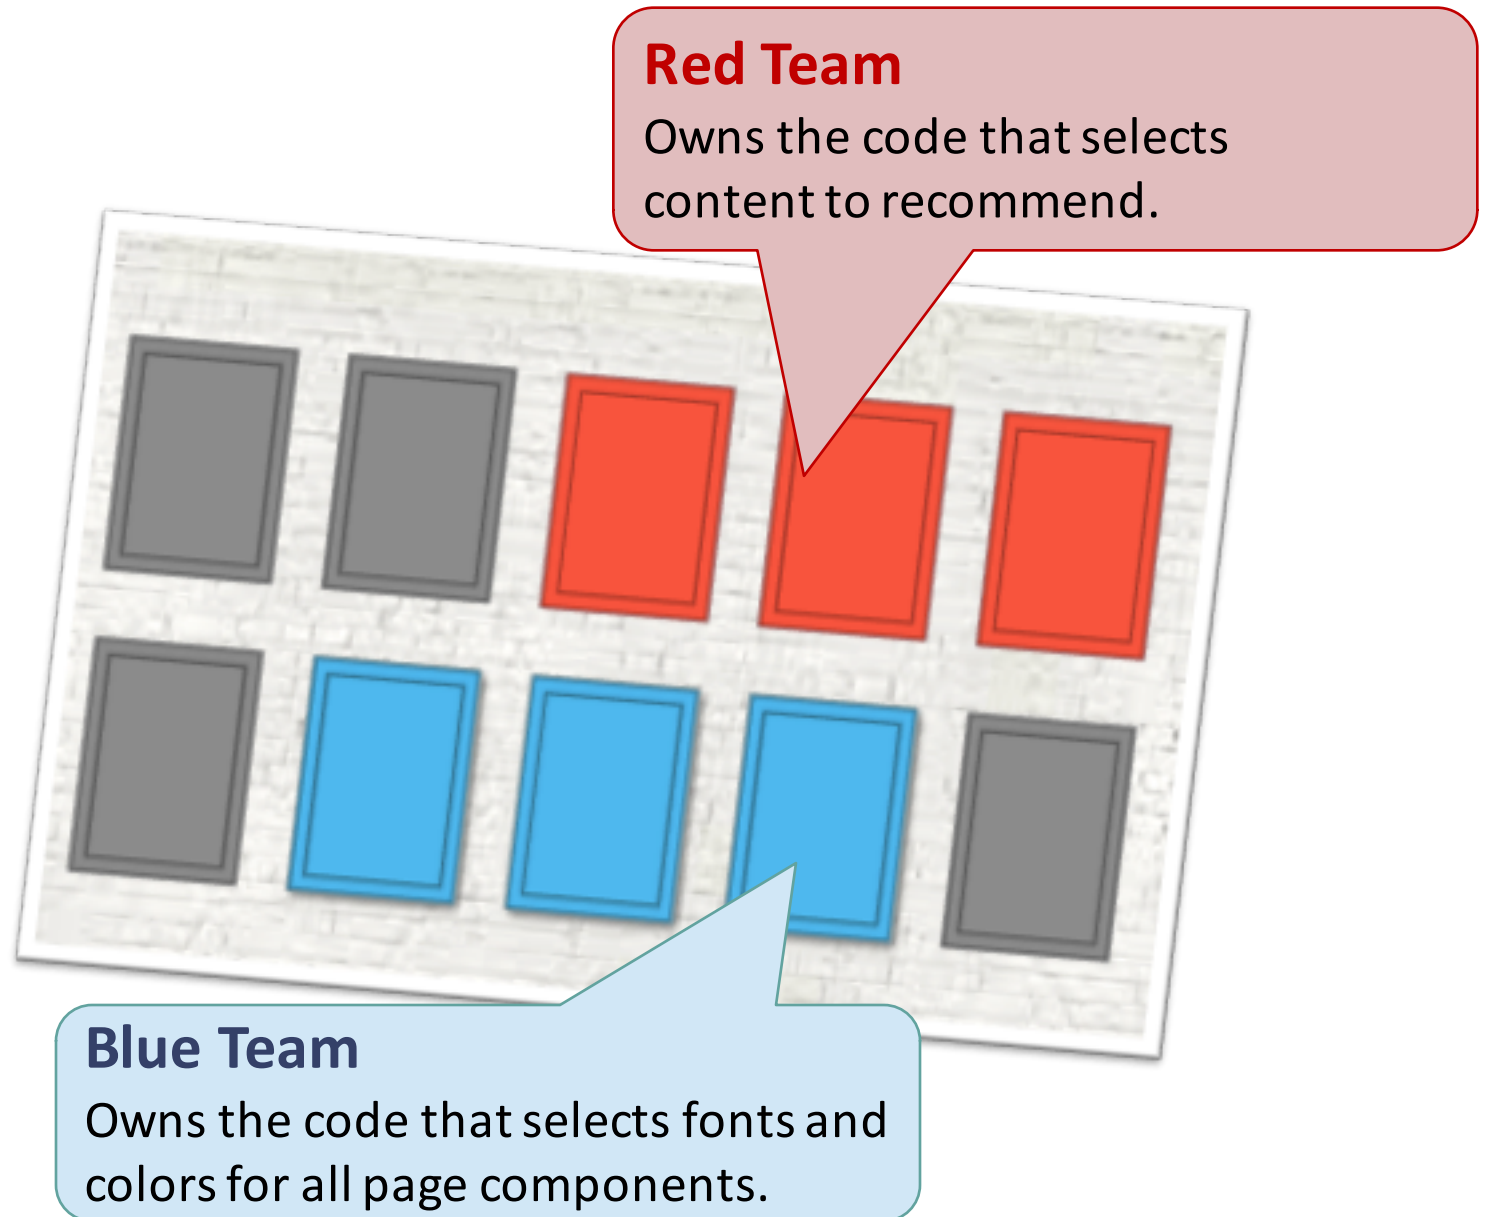 Red Team
Owns the code that selects
content to recommend.
Blue Team
Owns the code that selects fonts and
colors for all page components.